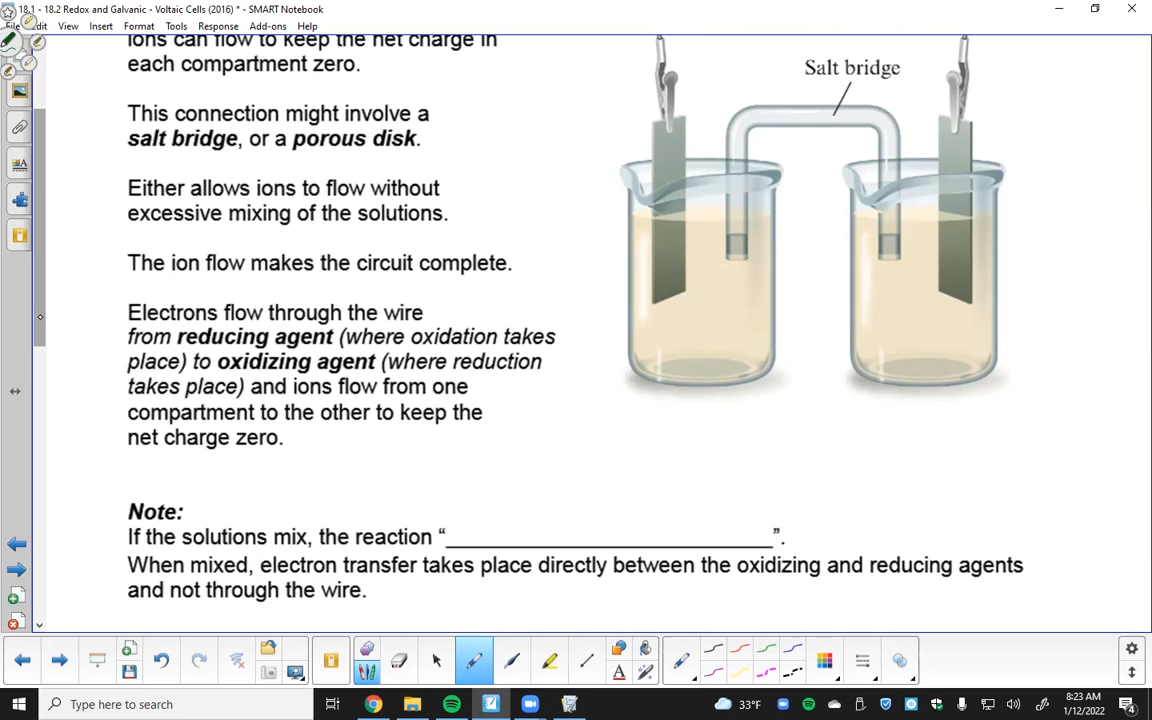 18.1 - 18.2 Redox and Galvanic - Voltaic Cells (2016) * - SMART Notebook
Edit View Insert Format Tools Response Add-ons Help
ions can flow to keep the net charge in
each compartment zero.
This connection might involve a
salt bridge, or a porous disk.
Either allows ions to flow without
excessive mixing of the solutions.
The ion flow makes the circuit complete.
Electrons flow through the wire
from reducing agent (where oxidation takes
place) to oxidizing agent (where reduction
takes place) and ions flow from one
compartment to the other to keep the
net charge zero.
Salt bridge
Note:
If the solutions mix, the reaction “______________________________”.
When mixed, electron transfer takes place directly between the oxidizing and reducing agents
and not through the wire.
Type here to search
33°F
8:23 AM
1/12/2022
4